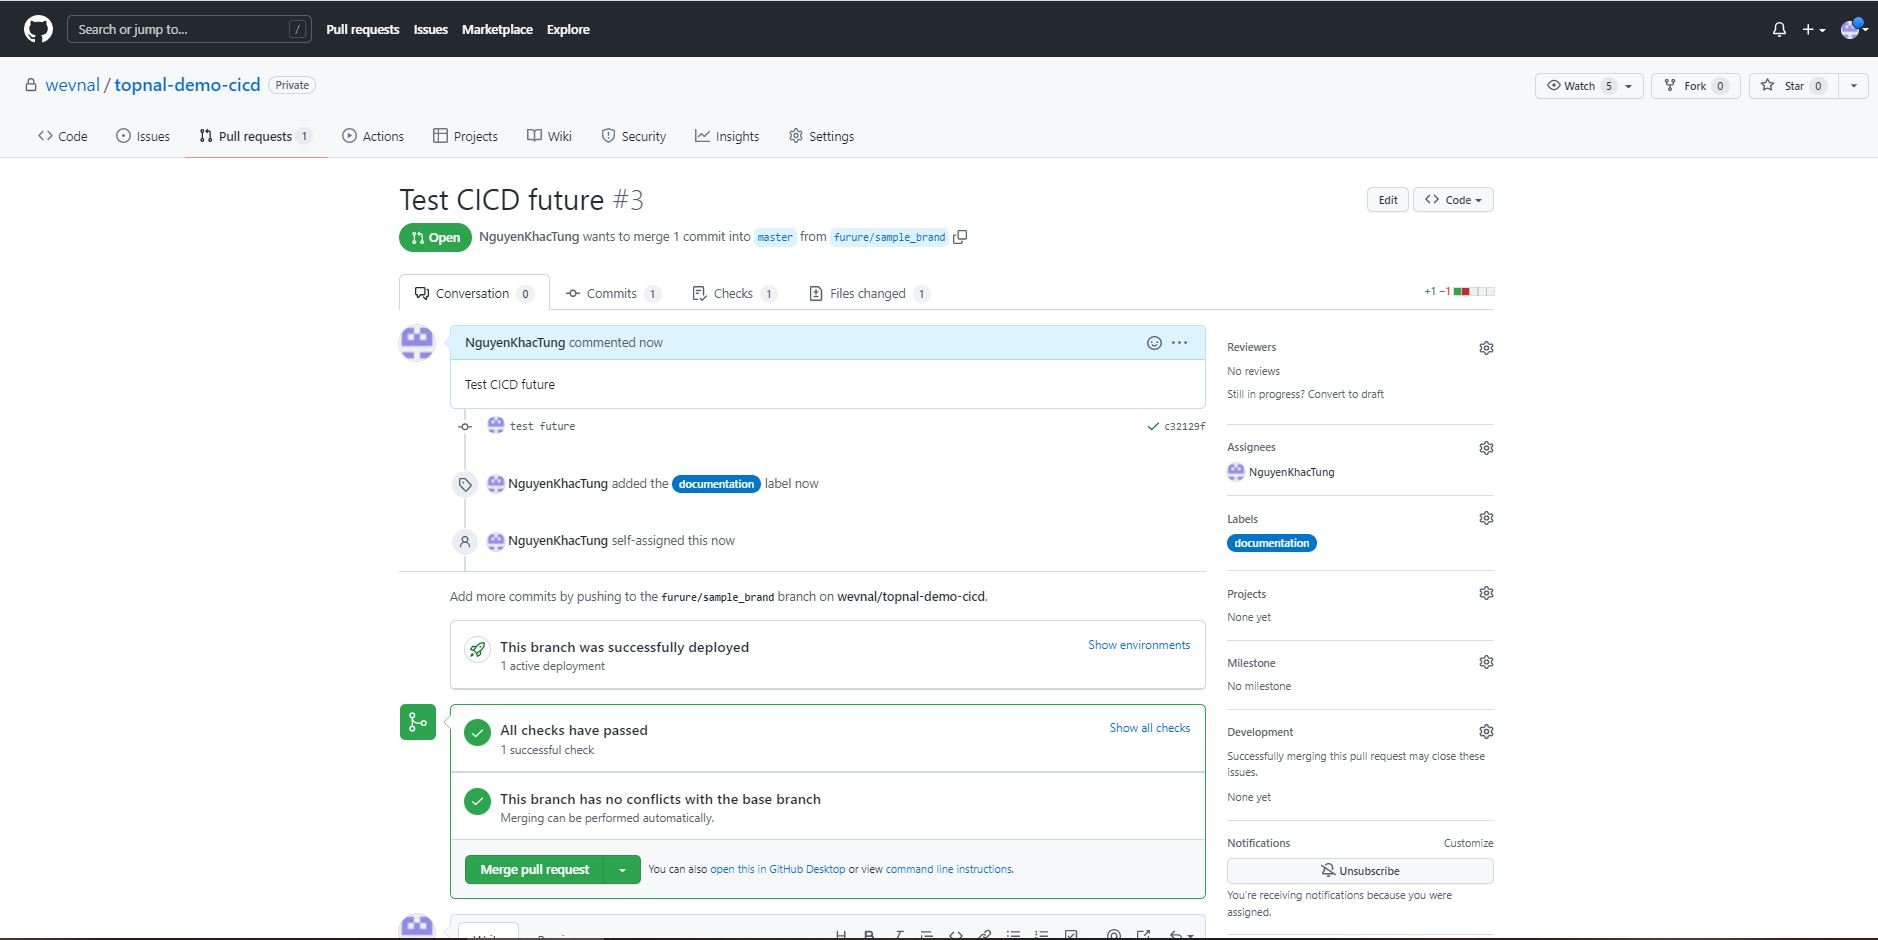 Search or jump to... /
Pull requests Issues Marketplace Explore
wevnal / topnal-demo-cicd Private
Watch 5 Fork 0 Star 0
Code Issues Pull requests 1 Actions Projects Wiki Security Insights Settings
Test CICD future #3
Edit Code
Open NguyenKhacTung wants to merge 1 commit into master from furure/sample_brand
Conversation 0 Commits 1 Checks 1 Files changed 1
+1 −1
NguyenKhacTung commented now
Test CICD future
test future c32129f
NguyenKhacTung added the documentation label now
NguyenKhacTung self-assigned this now
Add more commits by pushing to the furure/sample_brand branch on wevnal/topnal-demo-cicd.
This branch was successfully deployed
1 active deployment
Show environments
All checks have passed
1 successful check
Show all checks
This branch has no conflicts with the base branch
Merging can be performed automatically.
Merge pull request You can also open this in GitHub Desktop or view command line instructions.
Reviewers
No reviews
Still in progress? Convert to draft
Assignees
NguyenKhacTung
Labels
documentation
Projects
None yet
Milestone
No milestone
Development
Successfully merging this pull request may close these
issues.
None yet
Notifications Customize
Unsubscribe
You're receiving notifications because you were
assigned.